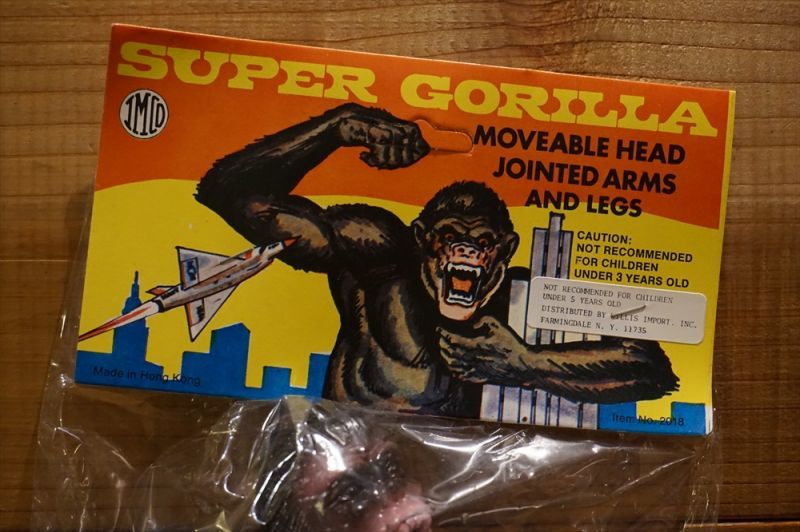 SUPER GORILLA
JMCO
MOVEABLE HEAD
JOINTED ARMS
AND LEGS
CAUTION:
NOT RECOMMENDED
FOR CHILDREN
UNDER 3 YEARS OLD
NOT RECOMMENDED FOR CHILDREN
UNDER 5 YEARS OLD
DISTRIBUTED BY WILLIS IMPORT. INC.
FARMINGDALE N. Y. 11735
Made in Hong Kong
Item No. 2018